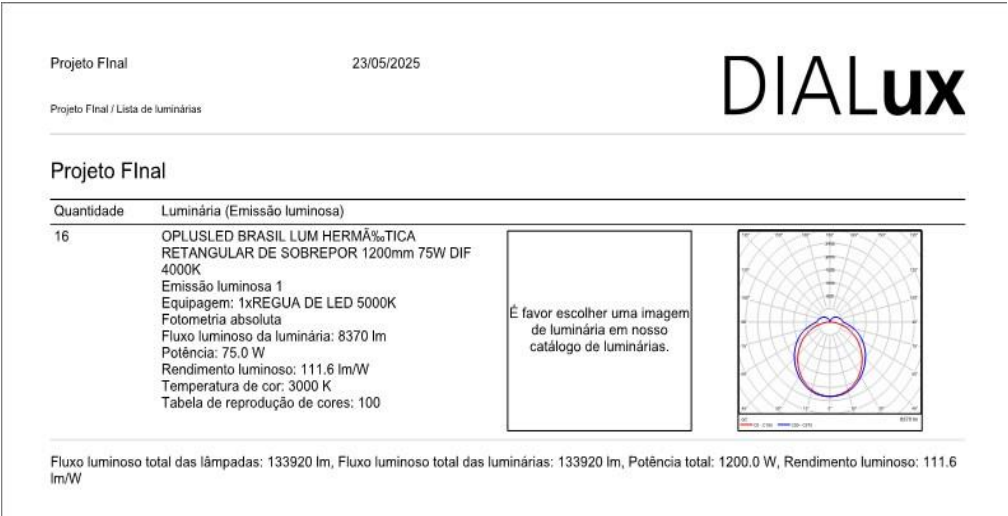 Projeto FInal
23/05/2025
DIALux
Projeto FInal / Lista de luminárias
Projeto FInal
Quantidade
Luminária (Emissão luminosa)
16
OPLUSLED BRASIL LUM HERMÃ‰TICA
RETANGULAR DE SOBREPOR 1200mm 75W DIF
4000K
Emissão luminosa 1
Equipagem: 1xREGUA DE LED 5000K
Fotometria absoluta
Fluxo luminoso da luminária: 8370 lm
Potência: 75.0 W
Rendimento luminoso: 111.6 lm/W
Temperatura de cor: 3000 K
Tabela de reprodução de cores: 100
É favor escolher uma imagem
de luminária em nosso
catálogo de luminárias.
8370 lm
Fluxo luminoso total das lâmpadas: 133920 lm, Fluxo luminoso total das luminárias: 133920 lm, Potência total: 1200.0 W, Rendimento luminoso: 111.6
lm/W